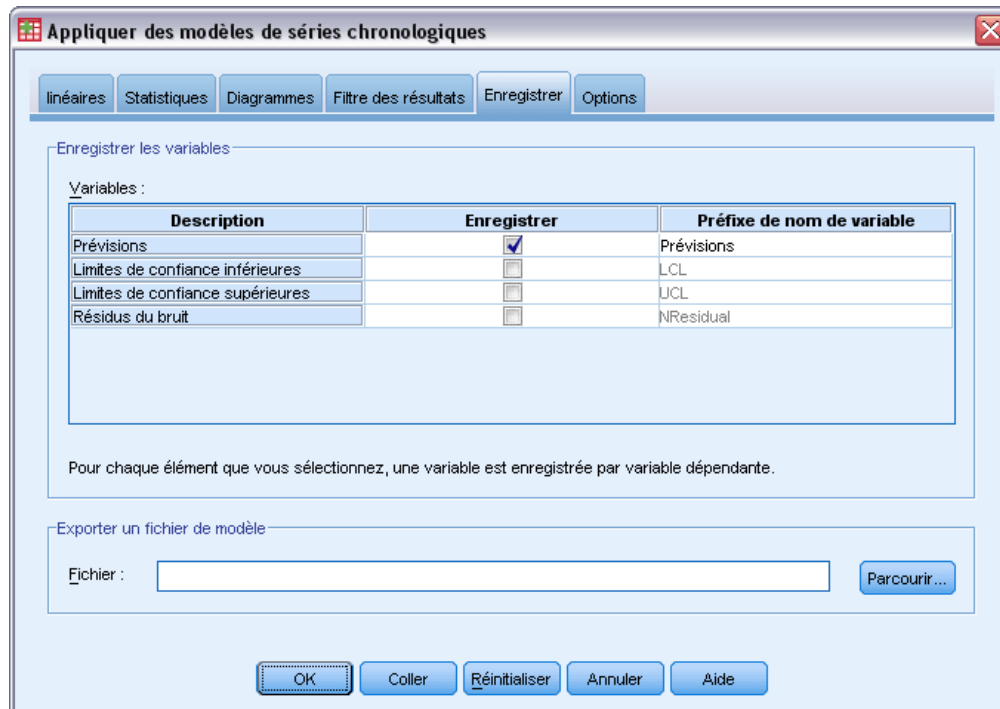 Appliquer des modèles de séries chronologiques
linéaires Statistiques Diagrammes Filtre des résultats Enregistrer Options
Enregistrer les variables
Variables :
Description Enregistrer Préfixe de nom de variable
Prévisions Prévisions
Limites de confiance inférieures LCL
Limites de confiance supérieures UCL
Résidus du bruit NResidual
Pour chaque élément que vous sélectionnez, une variable est enregistrée par variable dépendante.
Exporter un fichier de modèle
Fichier : Parcourir...
OK Coller Réinitialiser Annuler Aide